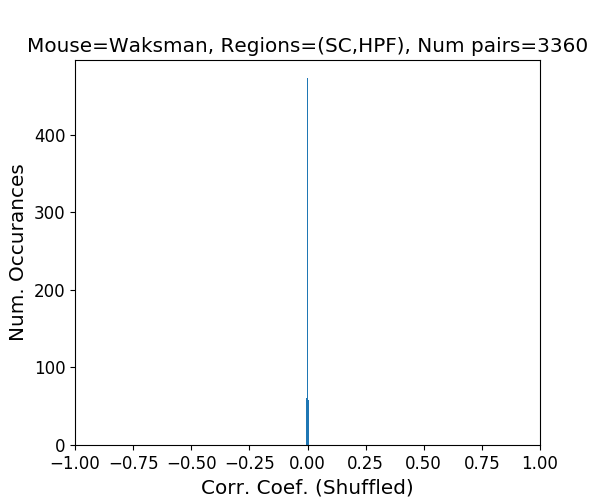 Mouse=Waksman, Regions=(SC,HPF), Num pairs=3360
Num. Occurances
400
300
200
100
0
−1.00 −0.75 −0.50 −0.25 0.00 0.25 0.50 0.75 1.00
Corr. Coef. (Shuffled)